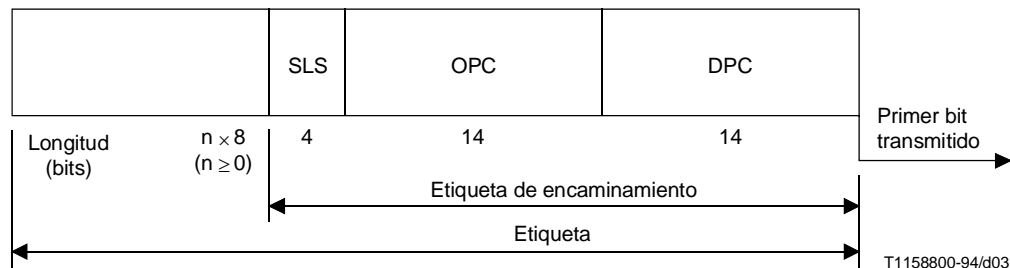 SLS OPC DPC
Longitud
(bits)
n × 8
(n ≥ 0)
4 14 14
Primer bit
transmitido
Etiqueta de encaminamiento
Etiqueta
T1158800-94/d03